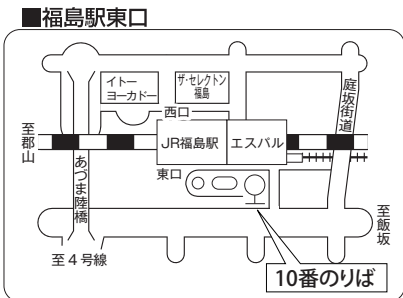 ■福島駅東口
イトー
ヨーカドー
ザ・セレクトン
福島
庭坂街道
西口
至郡山
JR福島駅
エスパル
あづま陸橋
東口
至飯坂
至4号線
10番のりば